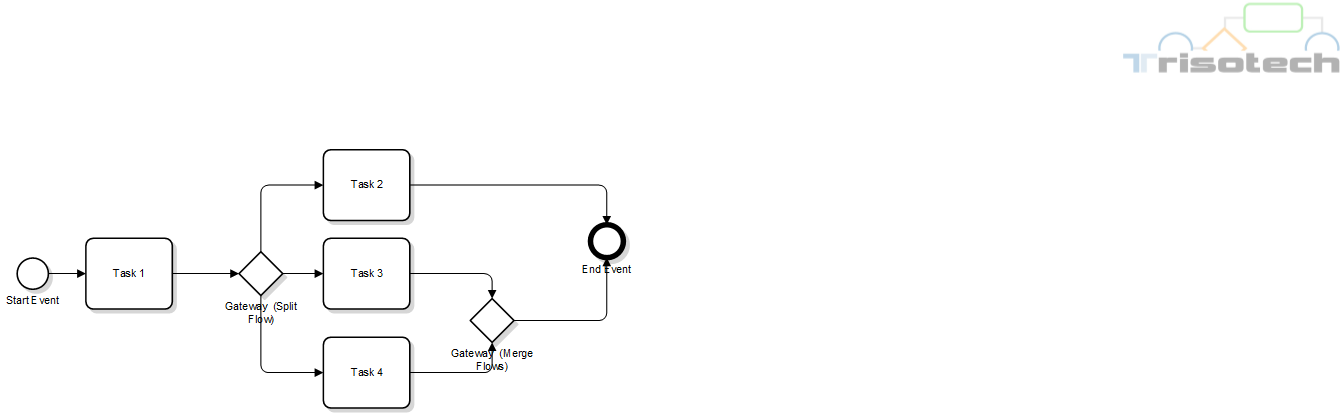 Trisotech
Task 2
Task 1
Task 3
End Event
Start Event
Gateway (Split
Flow)
Gateway (Merge
Flows)
Task 4